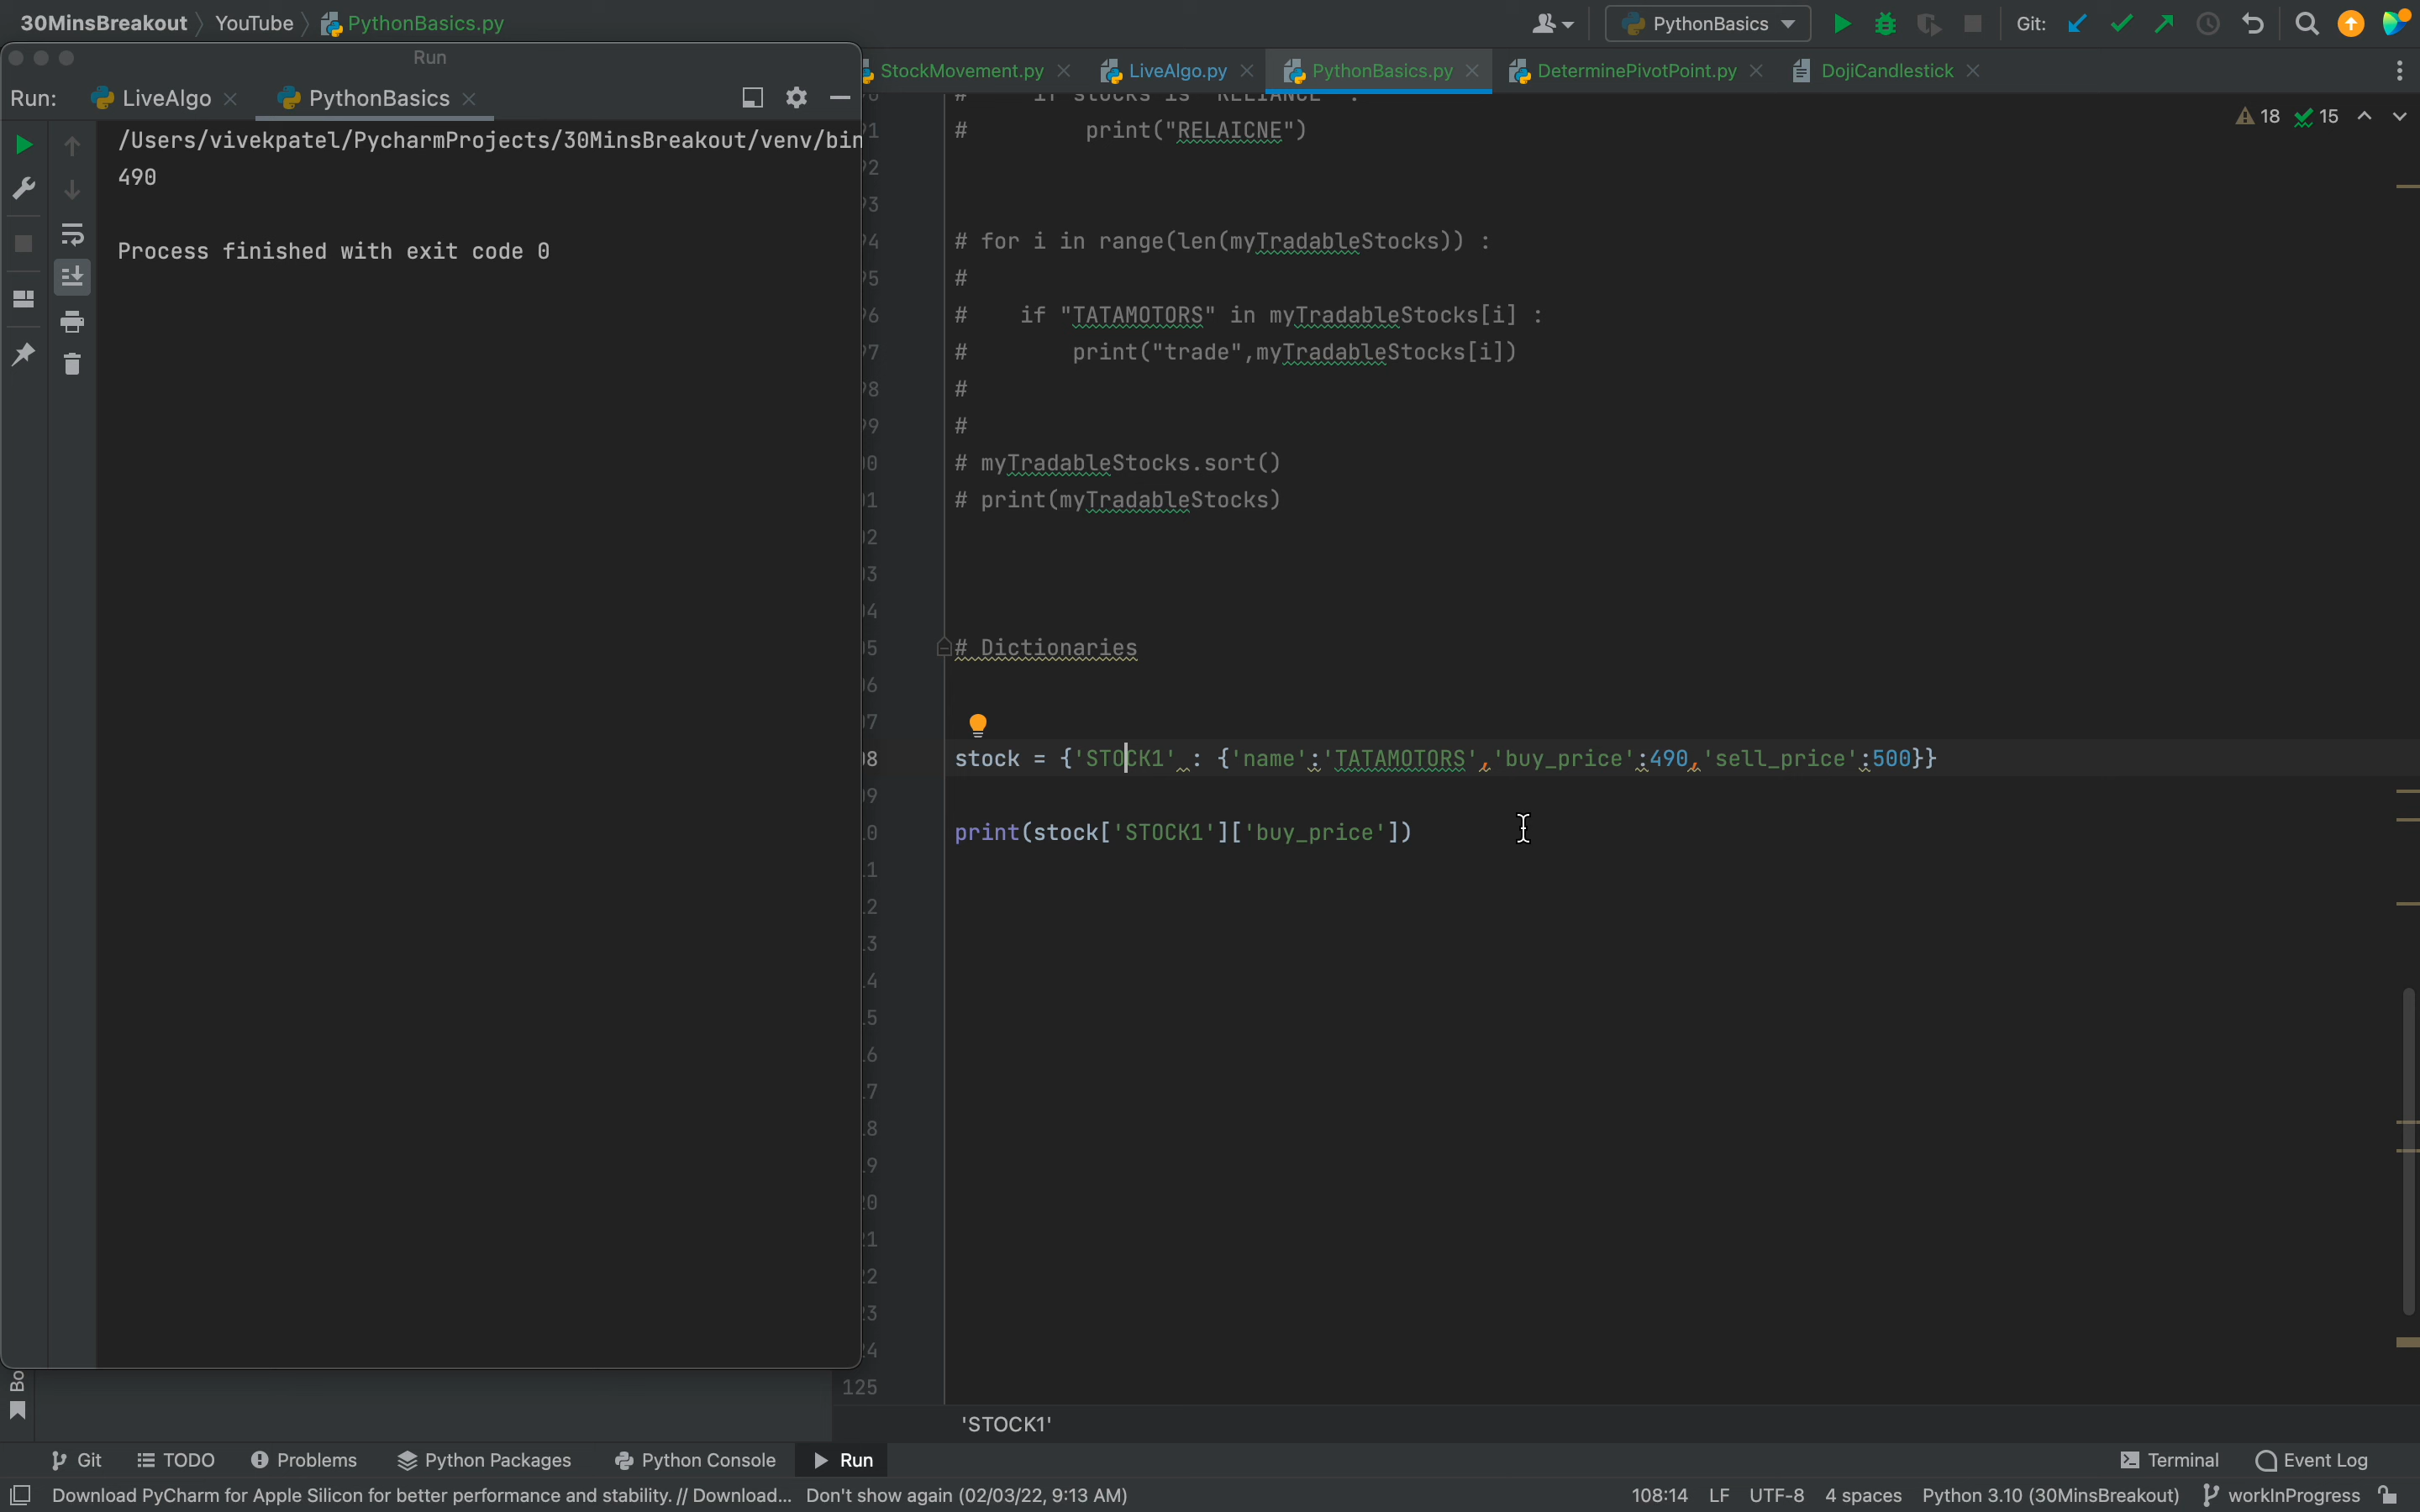 30MinsBreakout YouTube PythonBasics.py PythonBasics Git:
Run
StockMovement.py LiveAlgo.py PythonBasics.py DeterminePivotPoint.py DojiCandlestick
Run: LiveAlgo PythonBasics
18 15
/Users/vivekpatel/PycharmProjects/30MinsBreakout/venv/bin
490
Process finished with exit code 0
# print("RELAICNE")
# for i in range(len(myTradableStocks)) :
#
# if "TATAMOTORS" in myTradableStocks[i] :
# print("trade",myTradableStocks[i])
#
#
# myTradableStocks.sort()
# print(myTradableStocks)
# Dictionaries
stock = {'STOCK1' : {'name':'TATAMOTORS','buy_price':490,'sell_price':500}}
print(stock['STOCK1']['buy_price'])
125
'STOCK1'
Git TODO Problems Python Packages Python Console Run Terminal Event Log
Download PyCharm for Apple Silicon for better performance and stability. // Download... Don't show again (02/03/22, 9:13 AM) 108:14 LF UTF-8 4 spaces Python 3.10 (30MinsBreakout) workInProgress